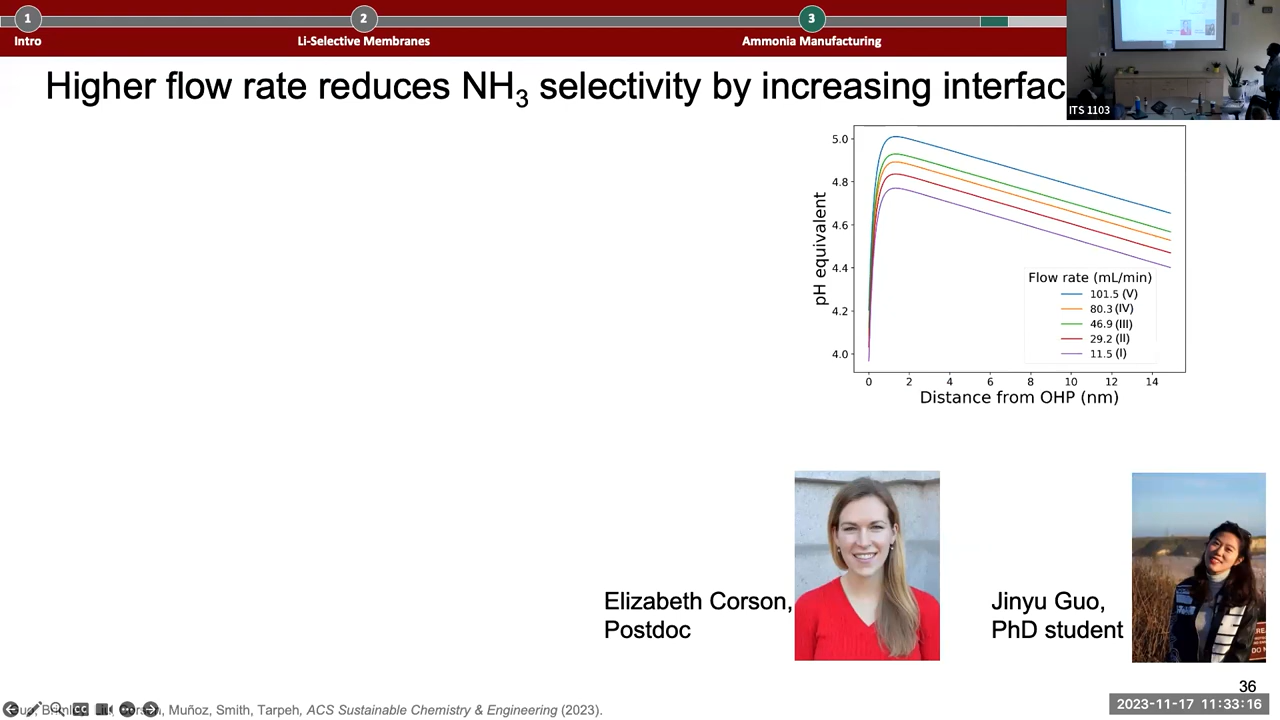 1
2
3
Intro
Li-Selective Membranes
Ammonia Manufacturing
Higher flow rate reduces NH3 selectivity by increasing interfac
ITS 1103
5.0
4.8
4.6
4.4
4.2
4.0
pH equivalent
Flow rate (mL/min)
101.5 (V)
80.3 (IV)
46.9 (III)
29.2 (II)
11.5 (I)
0 2 4 6 8 10 12 14
Distance from OHP (nm)
Elizabeth Corson,
Postdoc
Jinyu Guo,
PhD student
36
Muñoz, Smith, Tarpeh, ACS Sustainable Chemistry & Engineering (2023).
2023-11-17 11:33:16